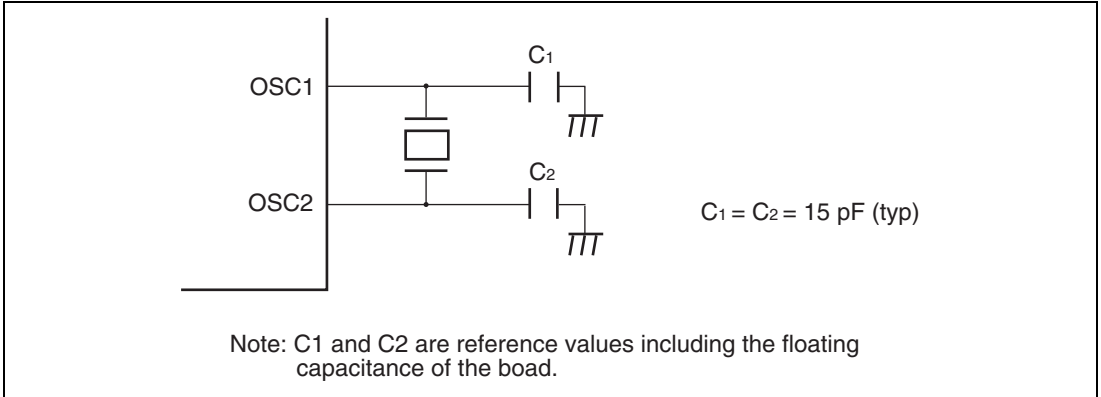 C1
OSC1
C2
OSC2
C1 = C2 = 15 pF (typ)
Note: C1 and C2 are reference values including the floating
capacitance of the boad.